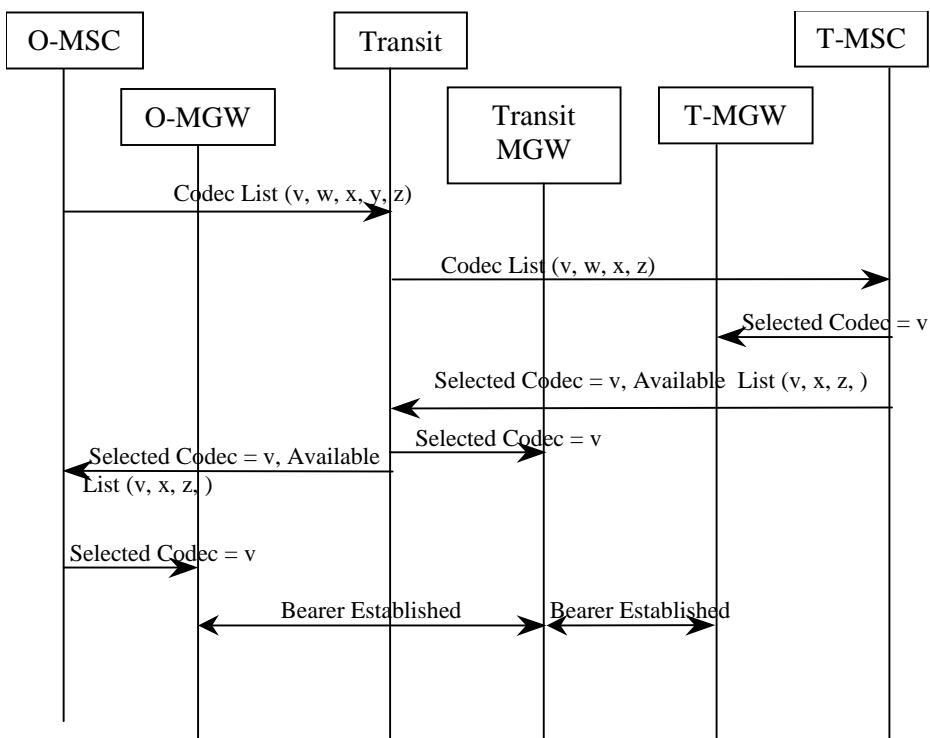 O-MSC
Transit
T-MSC
O-MGW
Transit
MGW
T-MGW
Codec List (v, w, x, y, z)
Codec List (v, w, x, z)
Selected Codec = v
Selected Codec = v, Available List (v, x, z, )
Selected Codec = v
Selected Codec = v, Available
List (v, x, z, )
Selected Codec = v
Bearer Established
Bearer Established